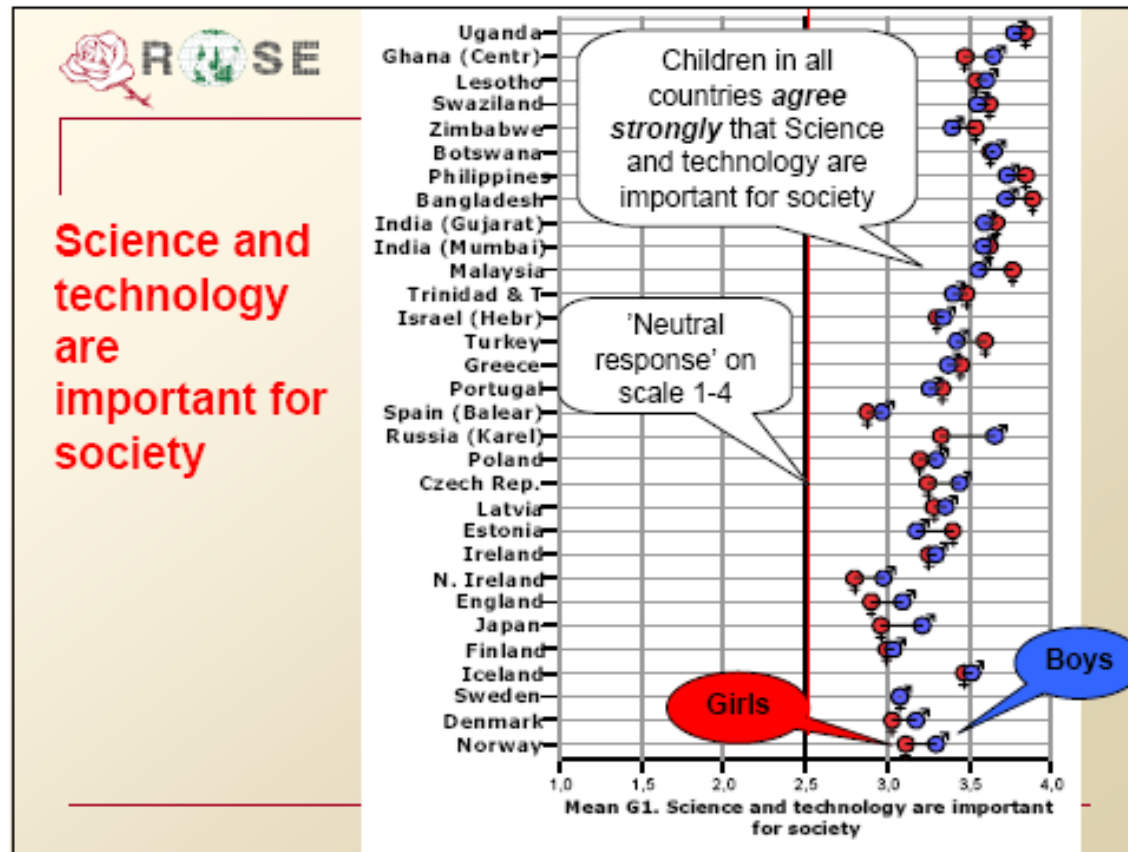 ROSE
Science and
technology
are
important for
society
Uganda
Ghana (Centr)
Lesotho
Swaziland
Zimbabwe
Botswana
Philippines
Bangladesh
India (Gujarat)
India (Mumbai)
Malaysia
Trinidad & T
Israel (Hebr)
Turkey
Greece
Portugal
Spain (Balear)
Russia (Karel)
Poland
Czech Rep.
Latvia
Estonia
Ireland
N. Ireland
England
Japan
Finland
Iceland
Sweden
Denmark
Norway
Children in all
countries agree
strongly that Science
and technology are
important for society
'Neutral
response' on
scale 1-4
Boys
Girls
1,0 1,5 2,0 2,5 3,0 3,5 4,0
Mean G1. Science and technology are important
for society